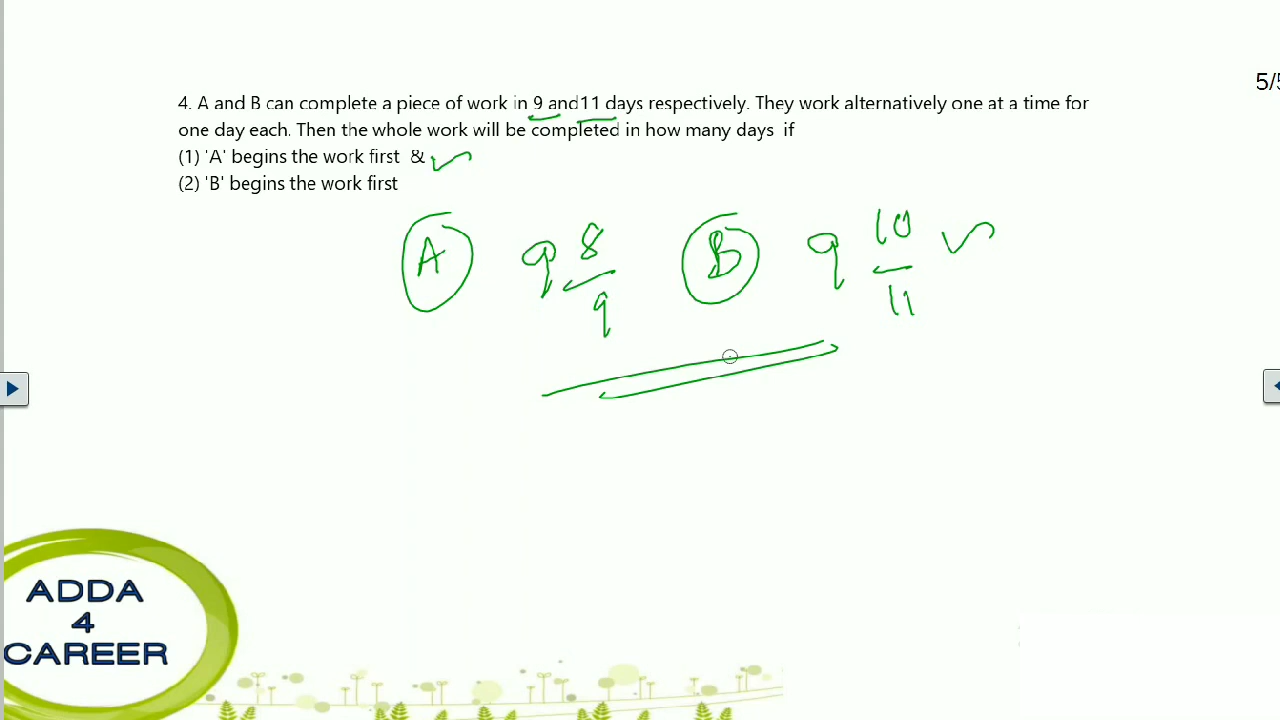 5/5
4. A and B can complete a piece of work in 9 and11 days respectively. They work alternatively one at a time for
one day each. Then the whole work will be completed in how many days if
(1) 'A' begins the work first &
(2) 'B' begins the work first
A 9 8/9 B 9 10/11
ADDA
4
CAREER